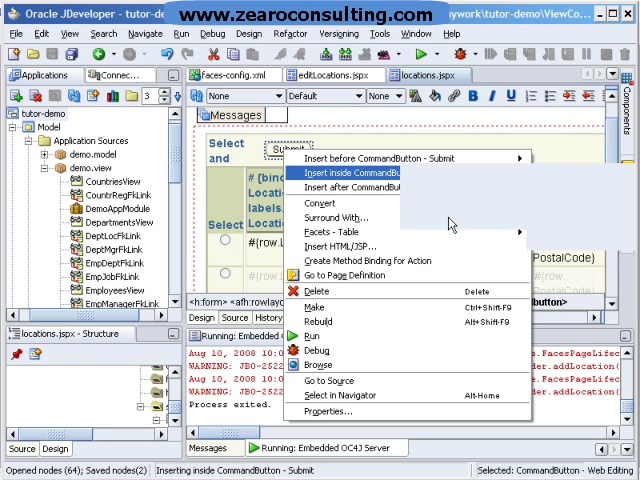 www.zearoconsulting.com
Oracle JDeveloper - tutor-de
ywork\tutor-demo\ViewCo...
File Edit View Search Navigate Run Debug Design Refactor Versioning Tools Window Help
Applications
Connec...
faces-config.xml
editLocations.jspx
locations.jspx
3
None
Default
None
B I U
Components
tutor-demo
Model
Application Sources
demo.model
demo.view
CountriesView
CountrRegFkLink
DemoAppModule
DepartmentsView
DeptLocFkLink
DeptMgrFkLink
EmpDeptFkLink
EmpJobFkLink
EmployeesView
EmpManagerFkLink
Messages
Select and
Submit
# {bind
Locatio
labels.
Locatio
Select
#{row.L
#{row.L
PostalCode}
#{row.
PostalCode)
Insert before CommandButton - Submit
Insert inside CommandBu
Insert after CommandBut
Convert
Surround With...
Facets - Table
Insert HTML/JSP...
Create Method Binding for Action
Go to Page Definition
Delete Delete
Make Ctrl+Shift-F9
Rebuild Alt+Shift-F9
Run
Debug
Browse
Go to Source
Select in Navigator Alt-Home
Properties...
<h:form> <afh:rowlayo
dButton>
Design Source History
locations.jspx - Structure
Source Design
Running: Embedded OC4J
Aug 10, 2008 10:0
.FacesPageLifec
WARNING: JBO-2522
der.addLocation(
Aug 10, 2008 10:0
.FacesPageLifec
WARNING: JBO-2522
der.addLocation(
Process exited.
Messages
Running: Embedded OC4J Server
Opened nodes (64); Saved nodes(2)
Inserting inside CommandButton - Submit
Selected: CommandButton - Web Editing